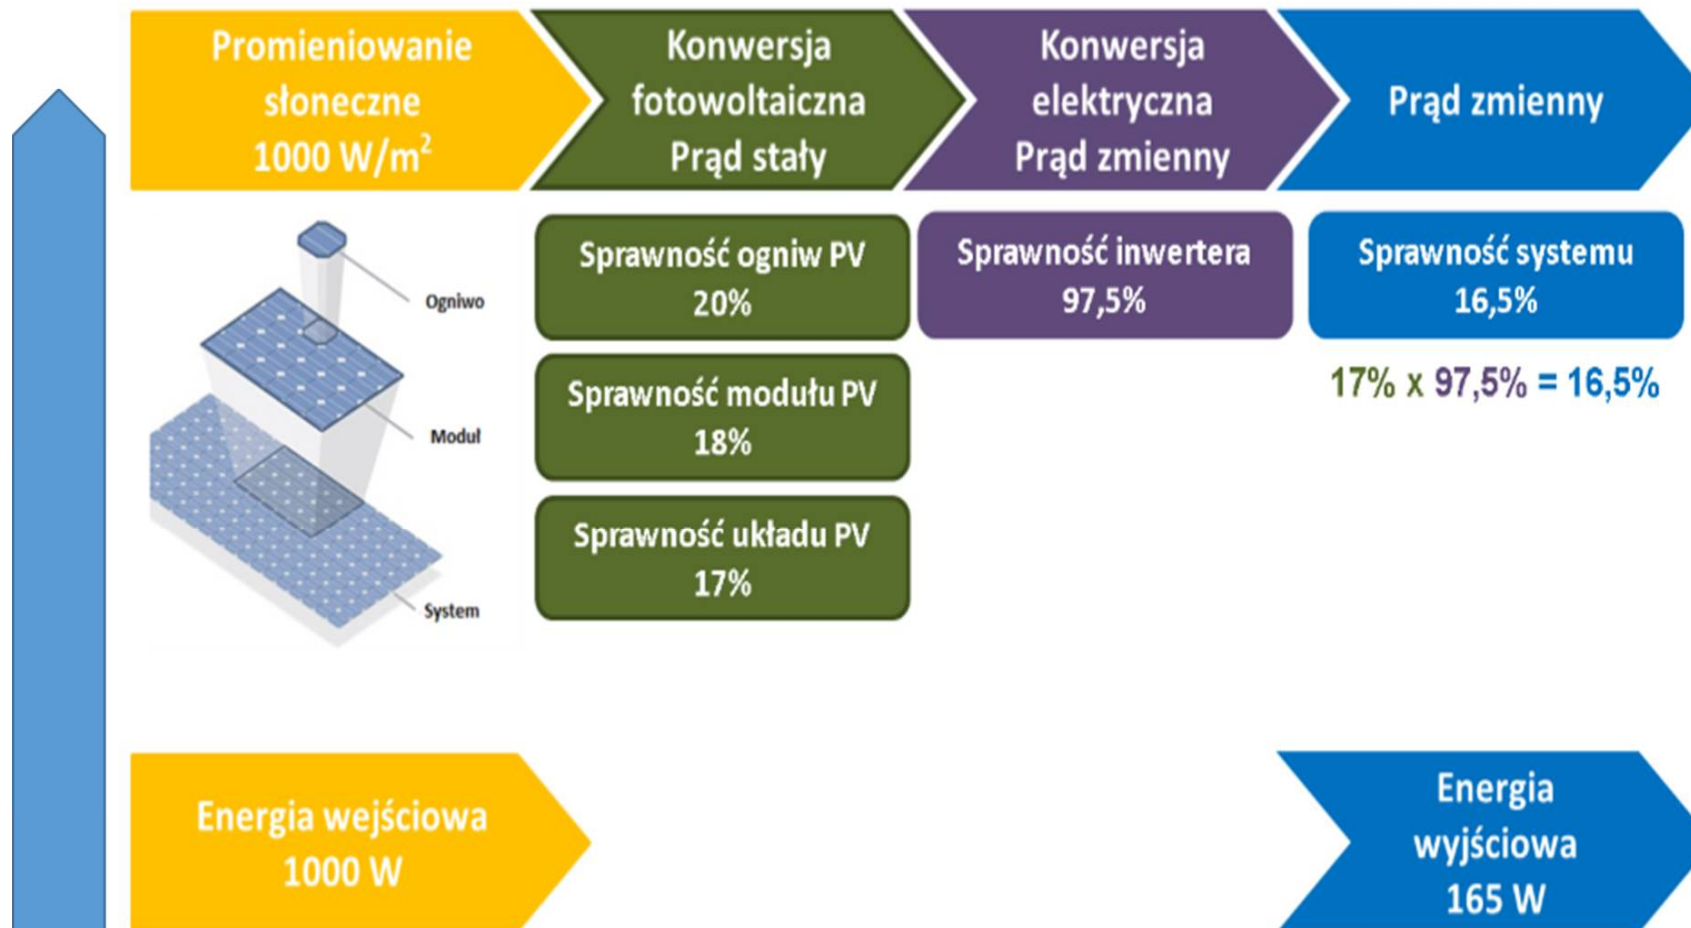 Promieniowanie
słoneczne
1000 W/m²
Konwersja
fotowoltaiczna
Prąd stały
Konwersja
elektryczna
Prąd zmienny
Prąd zmienny
Ogniwo
Moduł
System
Sprawność ogniw PV
20%
Sprawność modułu PV
18%
Sprawność układu PV
17%
Sprawność inwertera
97,5%
Sprawność systemu
16,5%
17% x 97,5% = 16,5%
Energia wejściowa
1000 W
Energia
wyjściowa
165 W